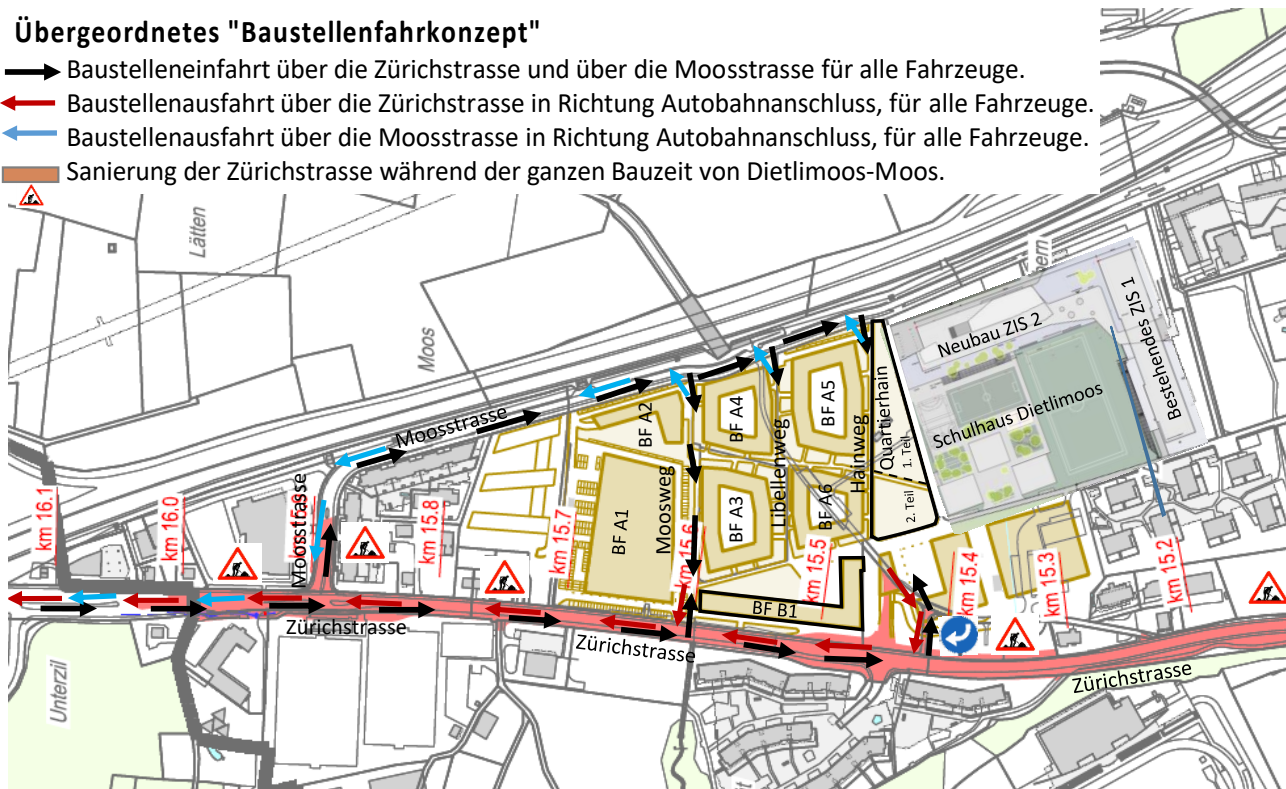 Übergeordnetes "Baustellenfahrkonzept"
Baustelleneinfahrt über die Zürichstrasse und über die Moosstrasse für alle Fahrzeuge.
Baustellenausfahrt über die Zürichstrasse in Richtung Autobahnanschluss, für alle Fahrzeuge.
Baustellenausfahrt über die Moosstrasse in Richtung Autobahnanschluss, für alle Fahrzeuge.
Sanierung der Zürichstrasse während der ganzen Bauzeit von Dietlimoos-Moos.
Lätten
Moos
Neubau ZIS 2
Bestehendes ZIS 1
Schulhaus Dietlimoos
Quartierhain
1. Teil
2. Teil
Hainweg
BF A5
BF A4
BF A2
Moosstrasse
Libellenweg
BF A6
BF A3
Moosweg
BF A1
Moosstrasse
km 16.1
km 16.0
km 15.8
km 15.7
km 15.6
km 15.5
km 15.4
km 15.3
km 15.2
BF B1
Zürichstrasse
Zürichstrasse
Zürichstrasse
Unterzil